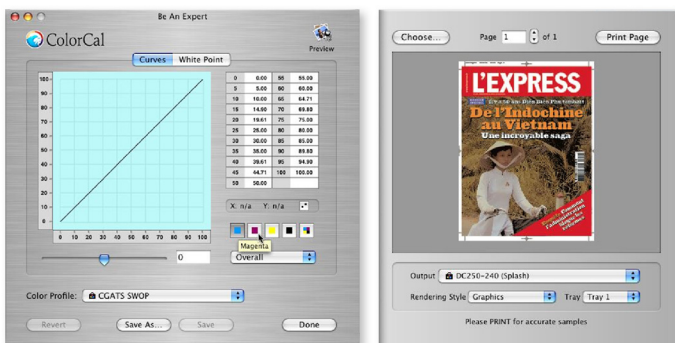 Be An Expert
ColorCal
Preview
Curves White Point
100
90
80
70
60
50
40
30
20
10
0
0 10 20 30 40 50 60 70 80 90 100
0 0.00 55 55.00
5 5.00 60 60.00
10 10.00 65 64.71
15 14.90 70 69.80
20 19.61 75 75.00
25 25.00 80 80.00
30 30.00 85 85.00
35 35.00 90 89.80
40 39.61 95 94.90
45 44.71 100 100.00
50 50.00
X: n/a Y: n/a
Magenta
0
Overall
Color Profile: CGATS SWOP
Revert Save As... Save Done
Choose... Page 1 of 1 Print Page
L'EXPRESS
De l'Indochine
au Vietnam
Une incroyable saga
Output DC250-240 (Splash)
Rendering Style Graphics Tray Tray 1
Please PRINT for accurate samples